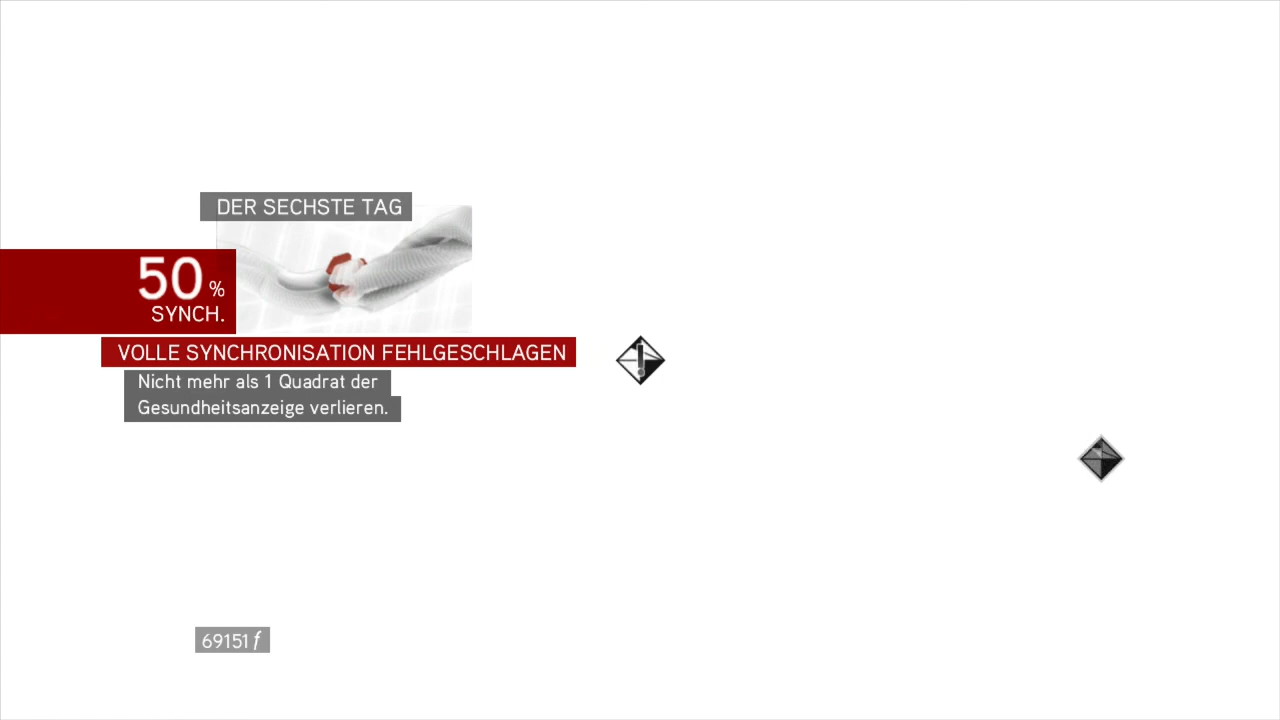 DER SECHSTE TAG
50 %
SYNCH.
VOLLE SYNCHRONISATION FEHLGESCHLAGEN
Nicht mehr als 1 Quadrat der
Gesundheitsanzeige verlieren.
69151 ƒ